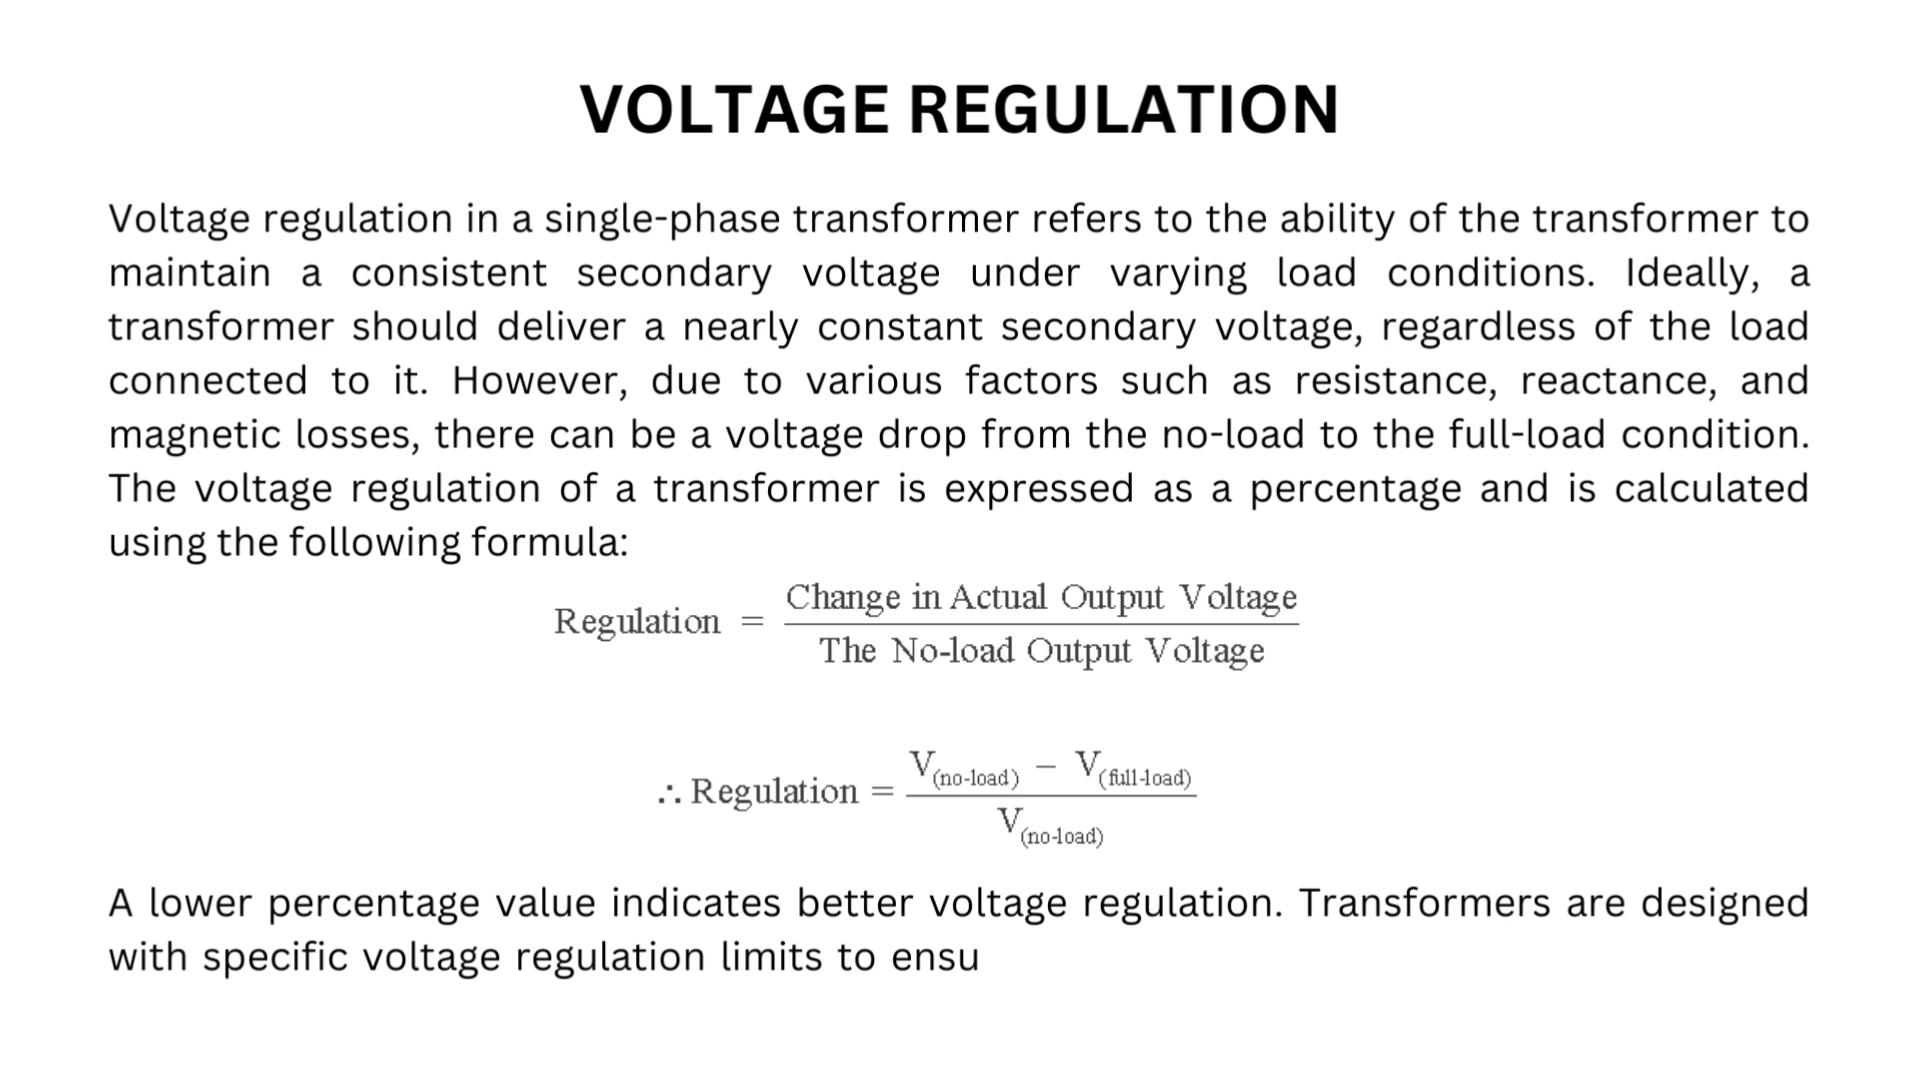 VOLTAGE REGULATION
Voltage regulation in a single-phase transformer refers to the ability of the transformer to
maintain a consistent secondary voltage under varying load conditions. Ideally, a
transformer should deliver a nearly constant secondary voltage, regardless of the load
connected to it. However, due to various factors such as resistance, reactance, and
magnetic losses, there can be a voltage drop from the no-load to the full-load condition.
The voltage regulation of a transformer is expressed as a percentage and is calculated
using the following formula:
Regulation = Change in Actual Output Voltage
The No-load Output Voltage
∴ Regulation = V(no-load) − V(full-load)
V(no-load)
A lower percentage value indicates better voltage regulation. Transformers are designed
with specific voltage regulation limits to ensu